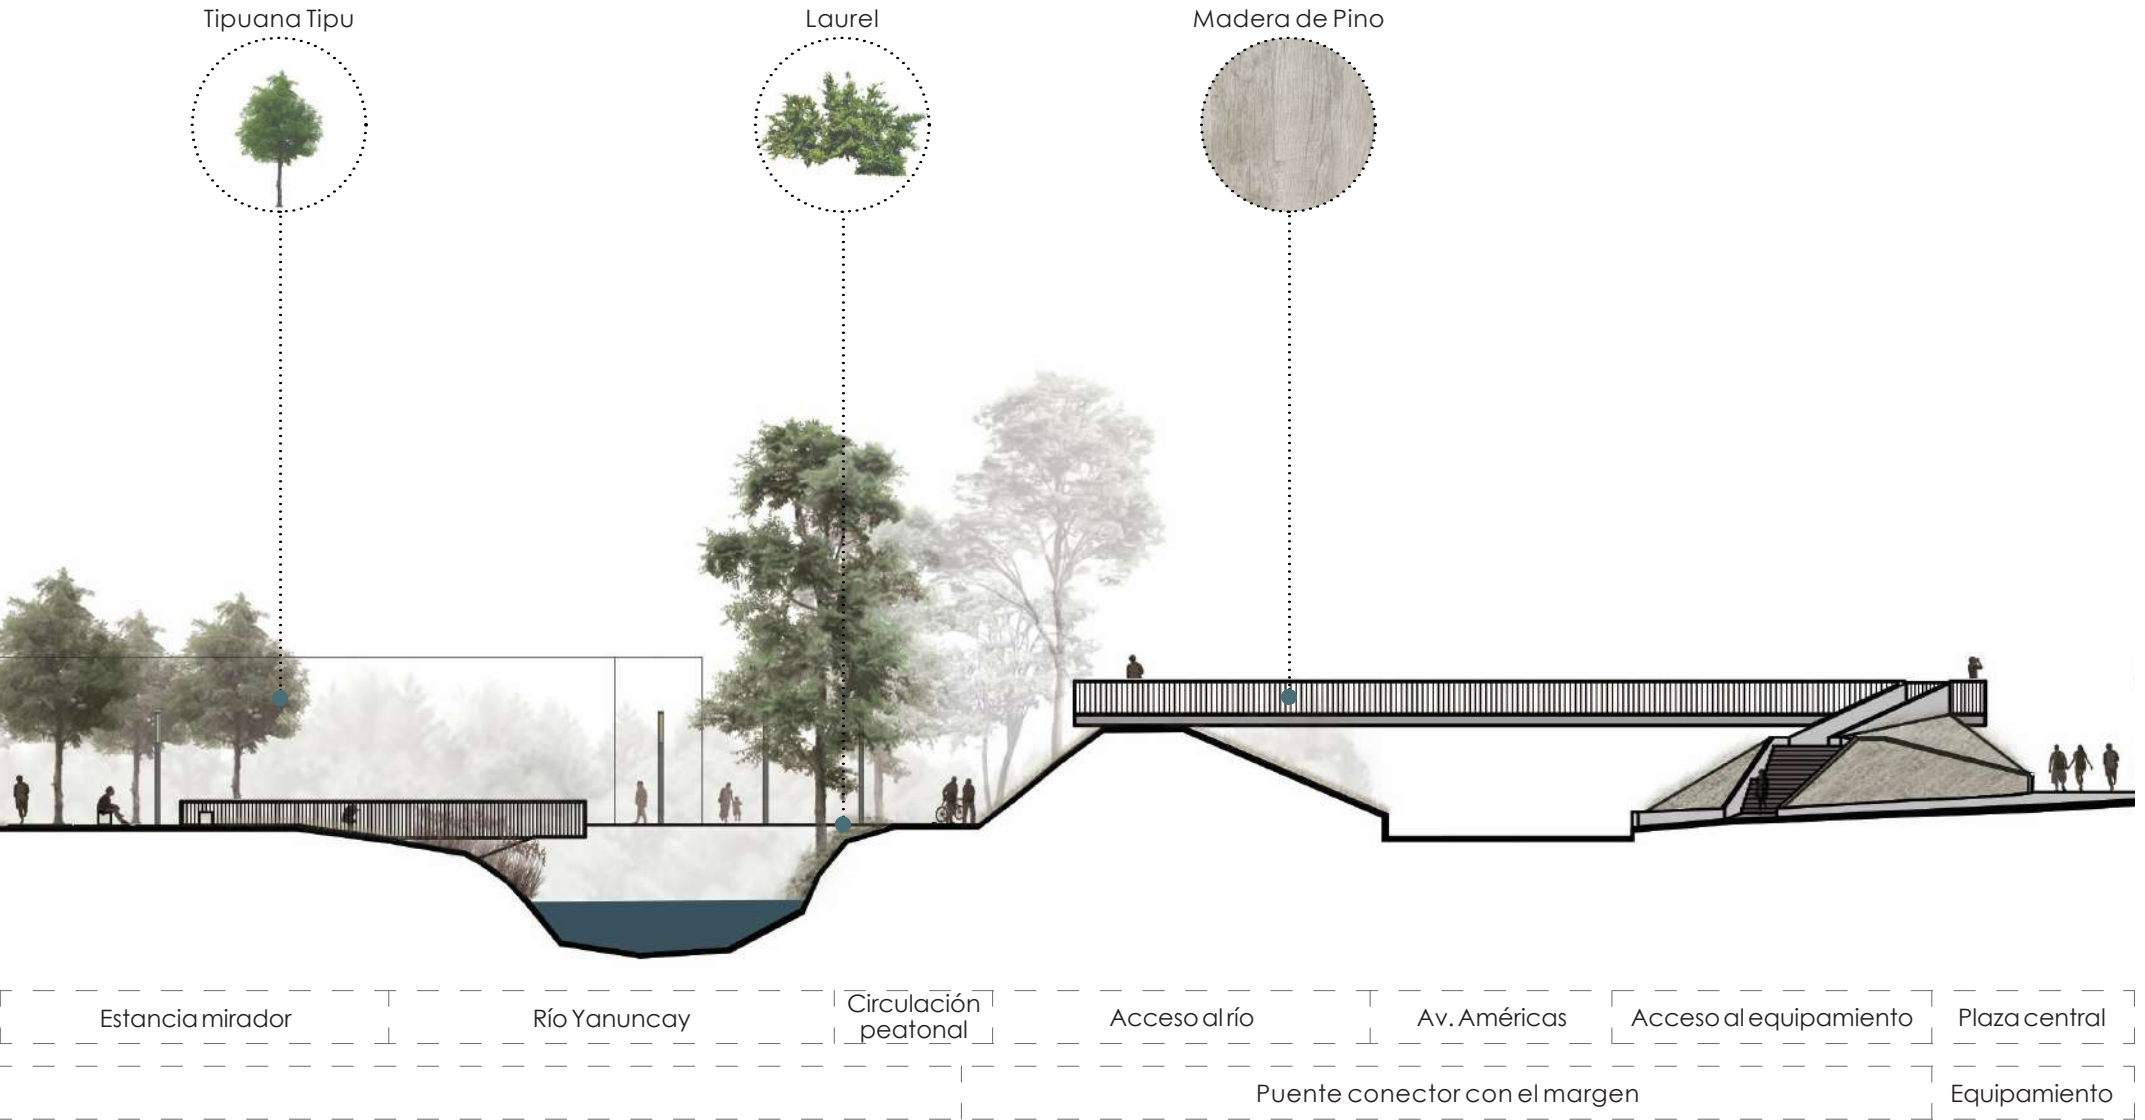 Tipuana Tipu
Laurel
Madera de Pino
Estancia mirador
Río Yanuncay
Circulación
peatonal
Acceso al río
Av. Américas
Acceso al equipamiento
Plaza central
Puente conector con el margen
Equipamiento